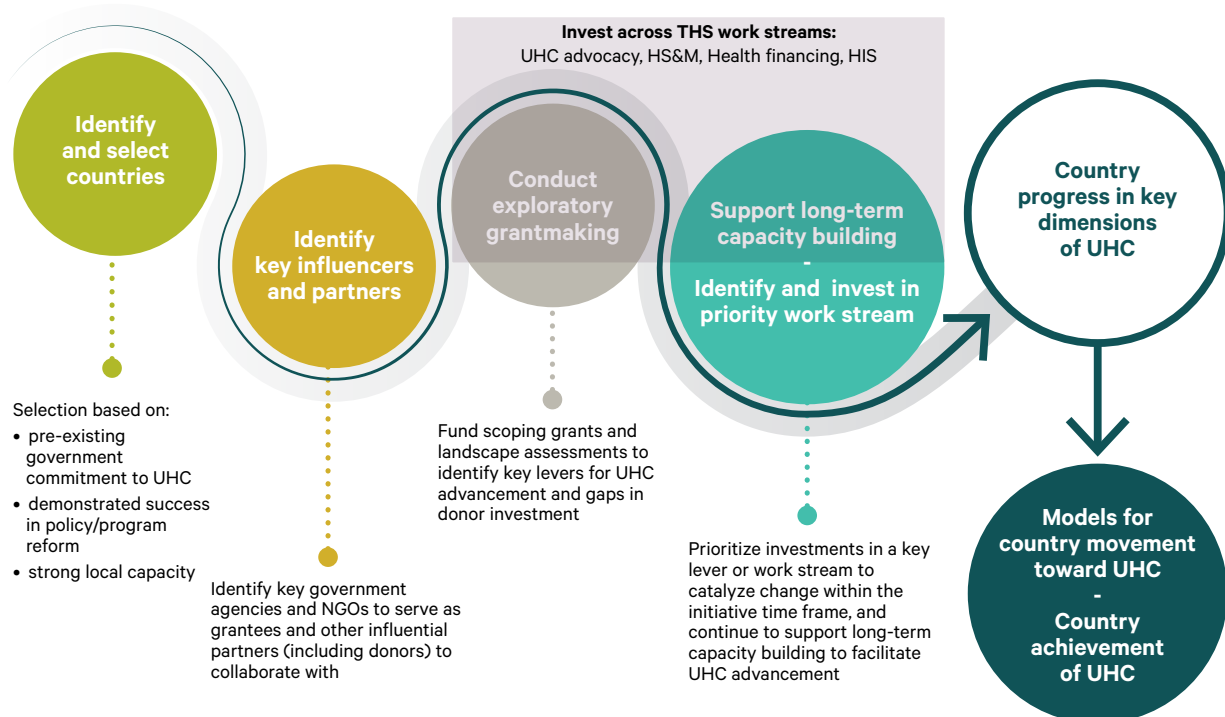 Invest across THS work streams:
UHC advocacy, HS&M, Health financing, HIS
Identify
and select
countries
Identify
key influencers
and partners
Conduct
exploratory
grantmaking
Support long-term
capacity building
-
Identify and invest in
priority work stream
Country
progress in key
dimensions
of UHC
Selection based on:
• pre-existing
government
commitment to UHC
• demonstrated success
in policy/program
reform
• strong local capacity
Identify key government
agencies and NGOs to serve as
grantees and other influential
partners (including donors) to
collaborate with
Fund scoping grants and
landscape assessments to
identify key levers for UHC
advancement and gaps in
donor investment
Prioritize investments in a key
lever or work stream to
catalyze change within the
initiative time frame, and
continue to support long-term
capacity building to facilitate
UHC advancement
Models for
country movement
toward UHC
-
Country
achievement
of UHC